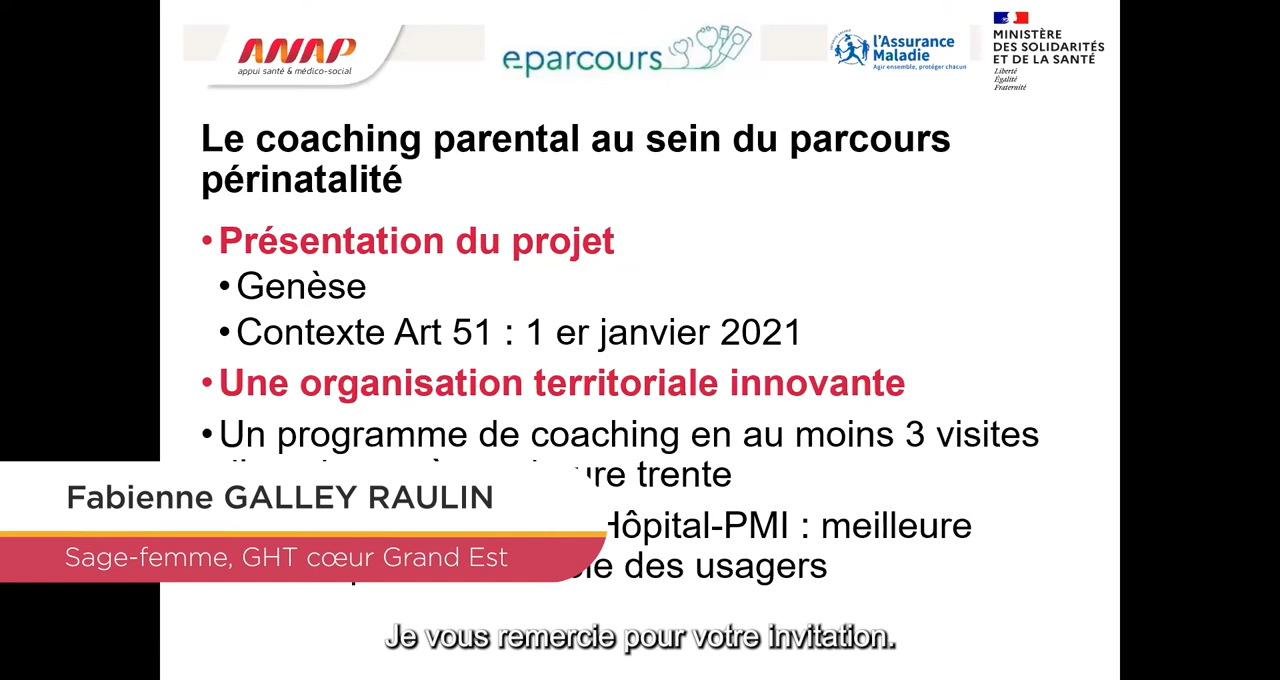 ANAP
appui santé & médico-social
eparcours
l'Assurance
Maladie
Agir ensemble, protéger chacun
MINISTÈRE
DES SOLIDARITÉS
ET DE LA SANTÉ
Liberté
Égalité
Fraternité
Le coaching parental au sein du parcours
périnatalité
• Présentation du projet
• Genèse
• Contexte Art 51 : 1 er janvier 2021
• Une organisation territoriale innovante
• Un programme de coaching en au moins 3 visites
trente
Hôpital-PMI : meilleure
des usagers
Fabienne GALLEY RAULIN
Sage-femme, GHT cœur Grand Est
Je vous remercie pour votre invitation.